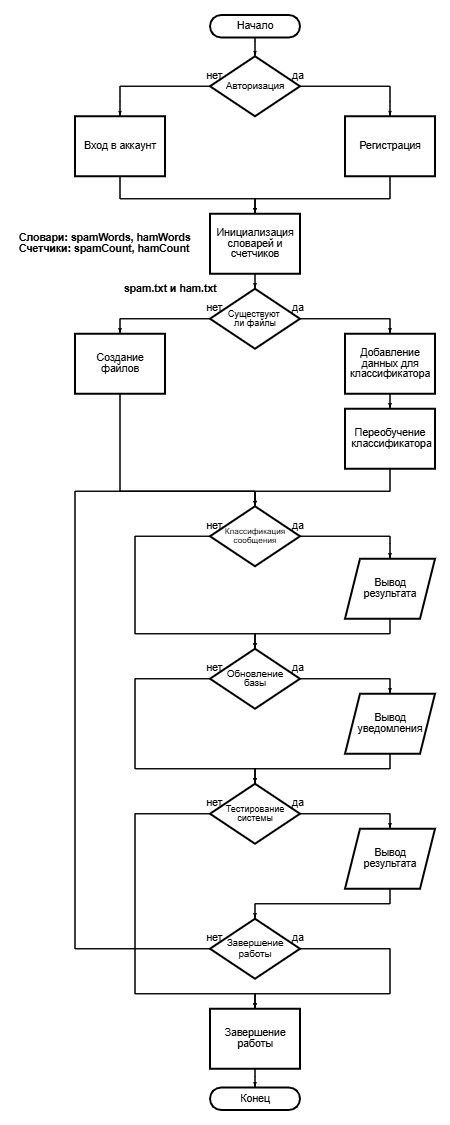 Начало
нет
да
Авторизация
Вход в аккаунт
Регистрация
Словари: spamWords, hamWords
Счетчики: spamCount, hamCount
Инициализация
словарей и
счетчиков
spam.txt и ham.txt
нет
да
Существуют
ли файлы
Создание
файлов
Добавление
данных для
классификатора
Переобучение
классификатора
нет
да
Классификация
сообщения
Вывод
результата
нет
да
Обновление
базы
Вывод
уведомления
нет
да
Тестирование
системы
Вывод
результата
нет
да
Завершение
работы
Завершение
работы
Конец